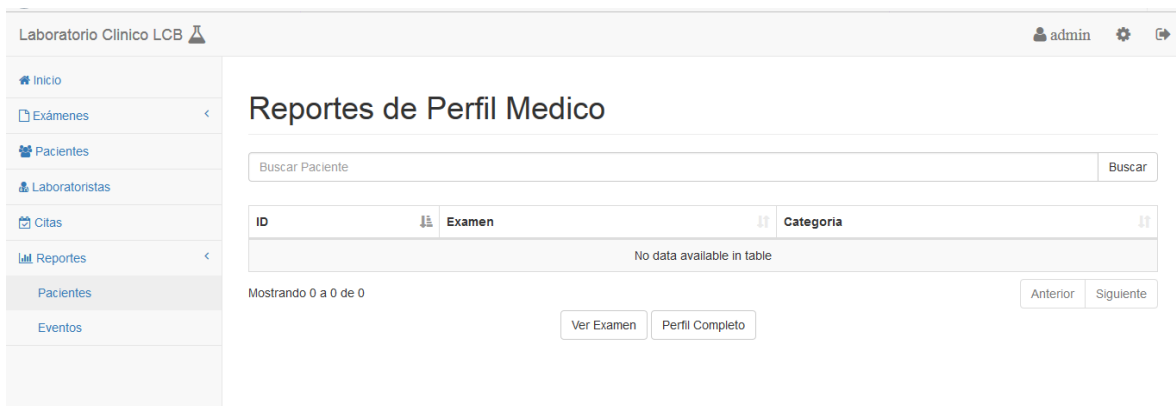 Laboratorio Clinico LCB
admin
Inicio
Exámenes
Pacientes
Laboratoristas
Citas
Reportes
Pacientes
Eventos
Reportes de Perfil Medico
Buscar Paciente Buscar
ID Examen Categoria
No data available in table
Mostrando 0 a 0 de 0
Anterior Siguiente
Ver Examen Perfil Completo